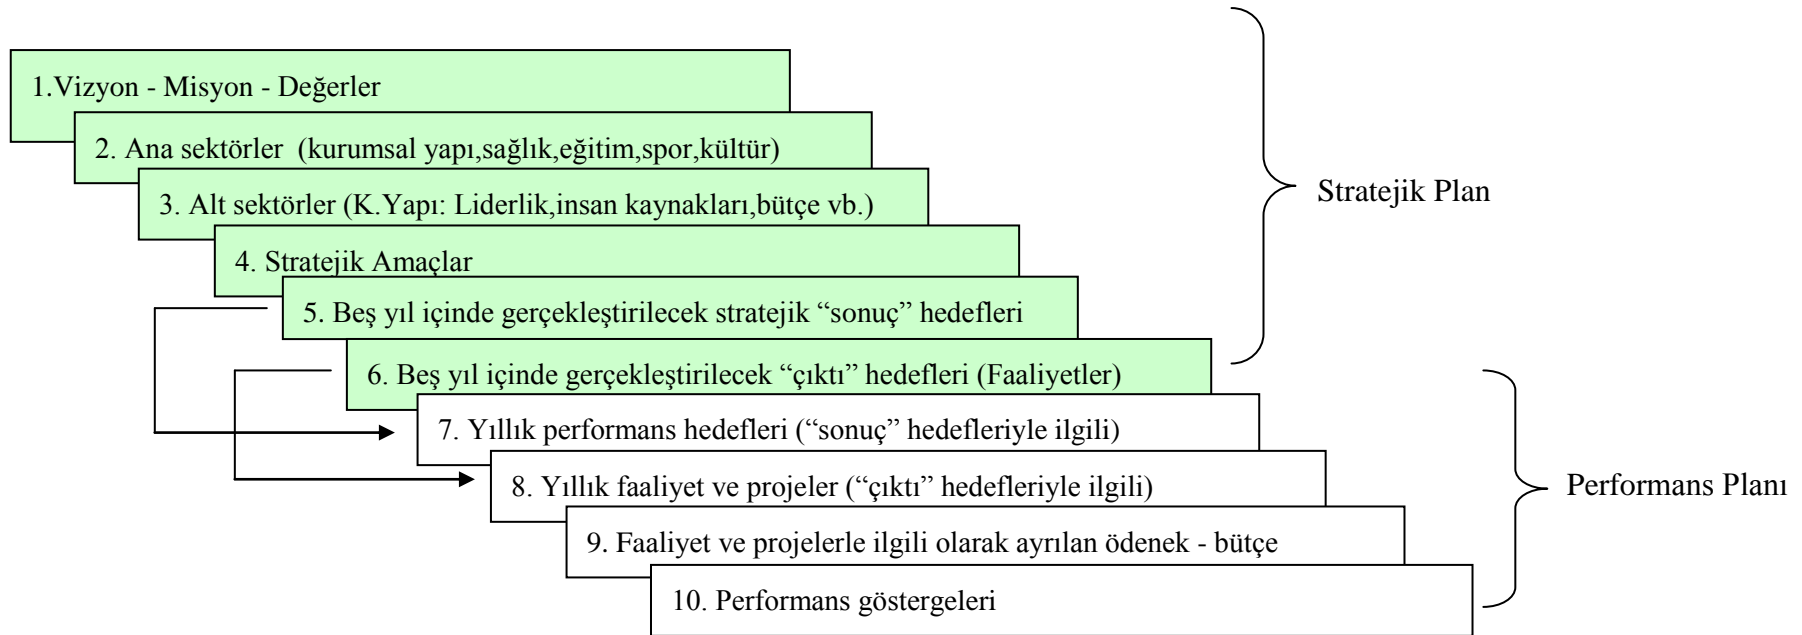 1.Vizyon - Misyon - Değerler
2. Ana sektörler (kurumsal yapı,sağlık,eğitim,spor,kültür)
3. Alt sektörler (K.Yapı: Liderlik,insan kaynakları,bütçe vb.)
4. Stratejik Amaçlar
5. Beş yıl içinde gerçekleştirilecek stratejik “sonuç” hedefleri
6. Beş yıl içinde gerçekleştirilecek “çıktı” hedefleri (Faaliyetler)
7. Yıllık performans hedefleri (“sonuç” hedefleriyle ilgili)
8. Yıllık faaliyet ve projeler (“çıktı” hedefleriyle ilgili)
9. Faaliyet ve projelerle ilgili olarak ayrılan ödenek - bütçe
10. Performans göstergeleri
Stratejik Plan
Performans Planı